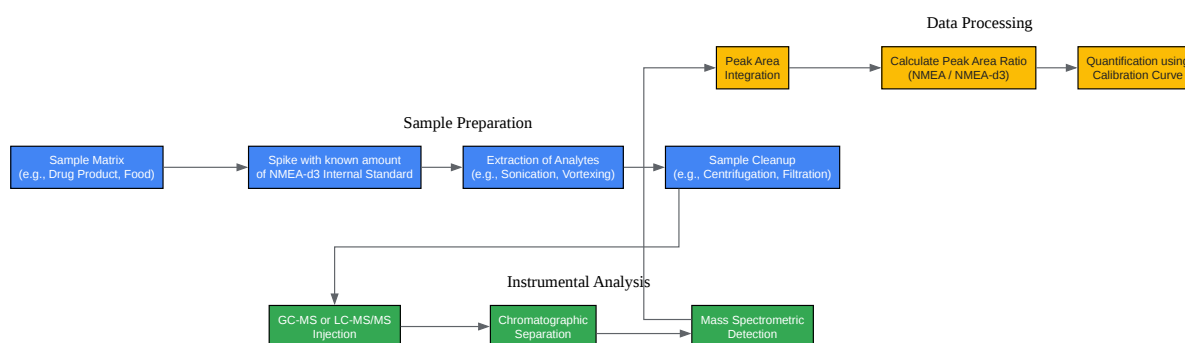 Data Processing
Peak Area
Integration
Calculate Peak Area Ratio
(NMEA / NMEA-d3)
Quantification using
Calibration Curve
Sample Preparation
Sample Matrix
(e.g., Drug Product, Food)
Spike with known amount
of NMEA-d3 Internal Standard
Extraction of Analytes
(e.g., Sonication, Vortexing)
Sample Cleanup
(e.g., Centrifugation, Filtration)
Instrumental Analysis
GC-MS or LC-MS/MS
Injection
Chromatographic
Separation
Mass Spectrometric
Detection